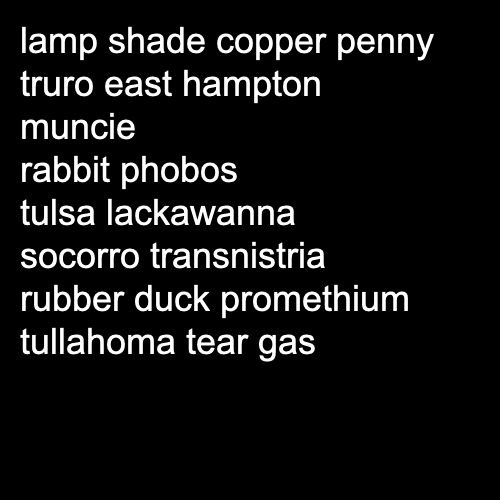 lamp shade copper penny
truro east hampton
muncie
rabbit phobos
tulsa lackawanna
socorro transnistria
rubber duck promethium
tullahoma tear gas